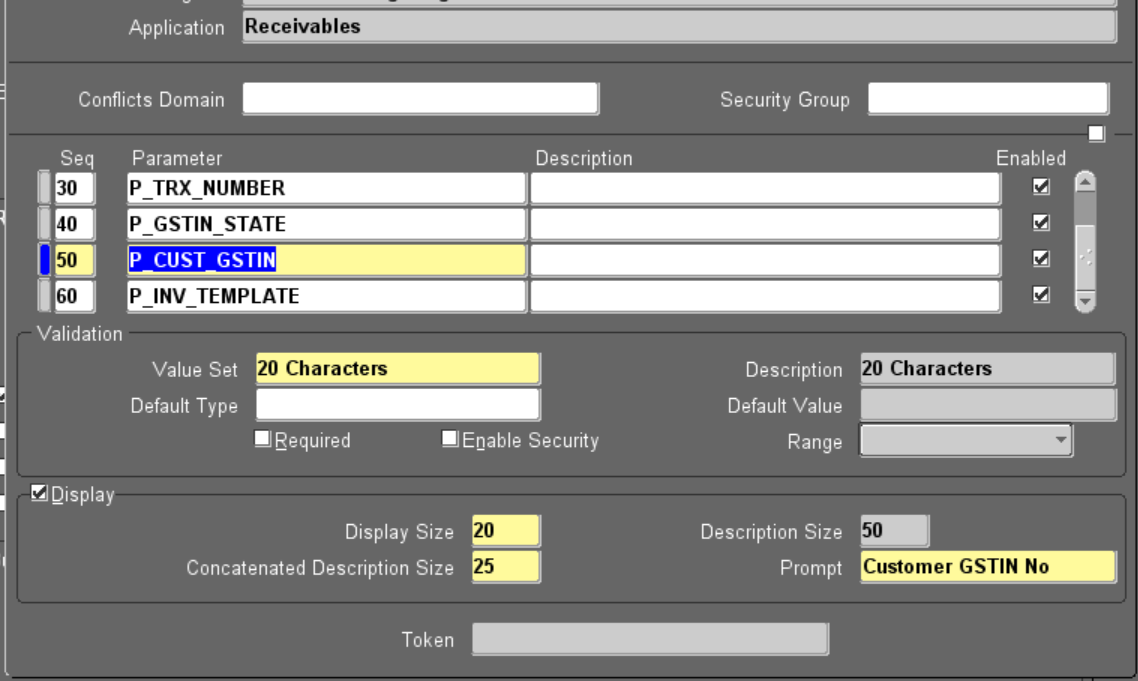 Application Receivables
Conflicts Domain Security Group
Seq Parameter Description Enabled
30 P_TRX_NUMBER
40 P_GSTIN_STATE
50 P_CUST_GSTIN
60 P_INV_TEMPLATE
Validation
Value Set 20 Characters Description 20 Characters
Default Type Default Value
Required Enable Security Range
Display
Display Size 20 Description Size 50
Concatenated Description Size 25 Prompt Customer GSTIN No
Token